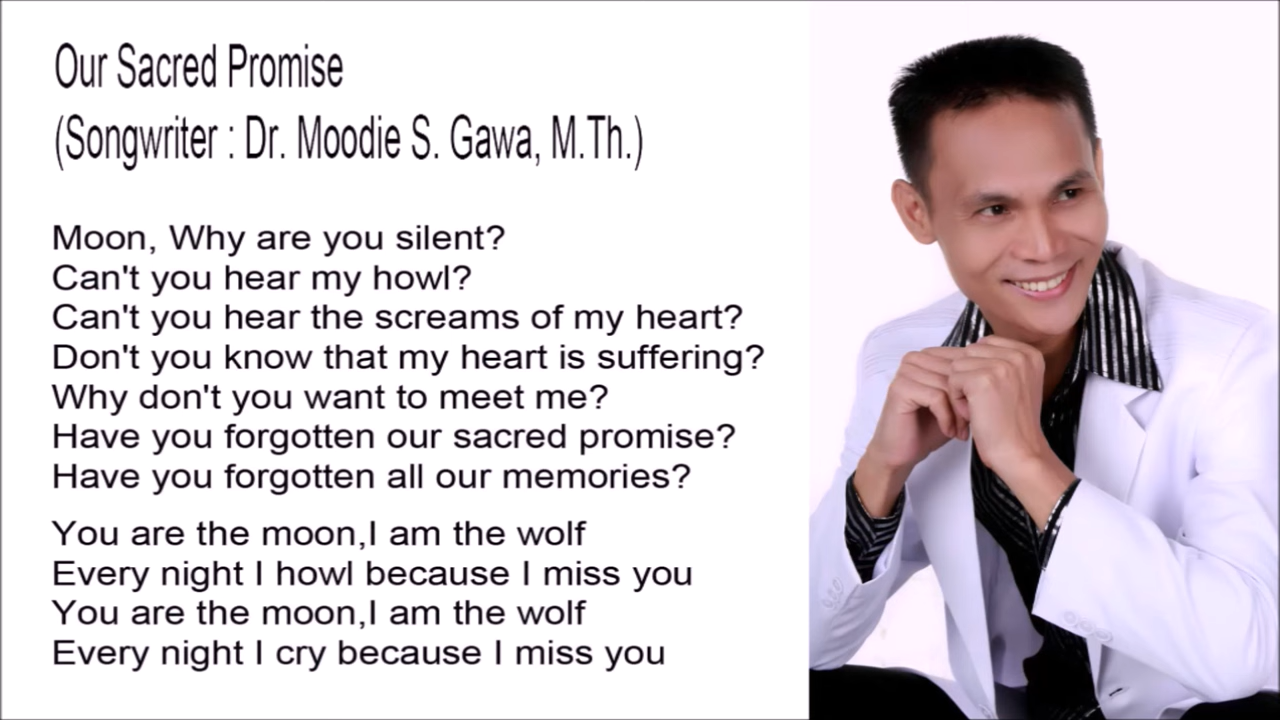 Our Sacred Promise
(Songwriter : Dr. Moodie S. Gawa, M.Th.)
Moon, Why are you silent?
Can't you hear my howl?
Can't you hear the screams of my heart?
Don't you know that my heart is suffering?
Why don't you want to meet me?
Have you forgotten our sacred promise?
Have you forgotten all our memories?
You are the moon,I am the wolf
Every night I howl because I miss you
You are the moon,I am the wolf
Every night I cry because I miss you